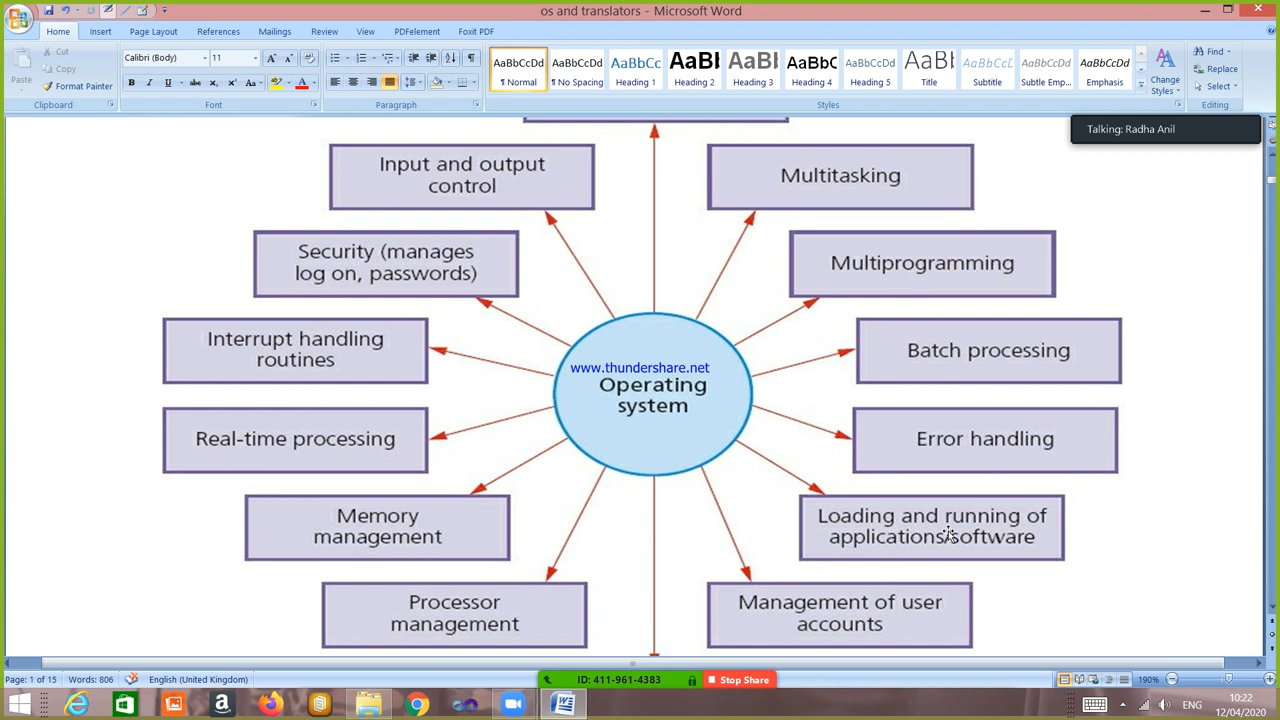 os and translators - Microsoft Word
Home Insert Page Layout References Mailings Review View PDFelement Foxit PDF
Cut
Copy
Format Painter
Paste
Calibri (Body) 11
AaBbCcDd AaBbCcDd AaBbCc AaBb AaBbC AaBbC AaBbCcDd AaBb AaBbCcD AaBbCcDd AaBbCcDd
¶ Normal ¶ No Spacing Heading 1 Heading 2 Heading 3 Heading 4 Heading 5 Title Subtitle Subtle Emp... Emphasis
Change
Styles
Find
Replace
Select
Clipboard Font Paragraph Styles Editing
Talking: Radha Anil
Input and output
control
Multitasking
Security (manages
log on, passwords)
Multiprogramming
Interrupt handling
routines
Batch processing
www.thundershare.net
Operating
system
Real-time processing
Error handling
Memory
management
Loading and running of
applications software
Processor
management
Management of user
accounts
Page: 1 of 15 Words: 806 English (United Kingdom)
ID: 411-961-4383 Stop Share
190%
ENG
10:22
12/04/2020